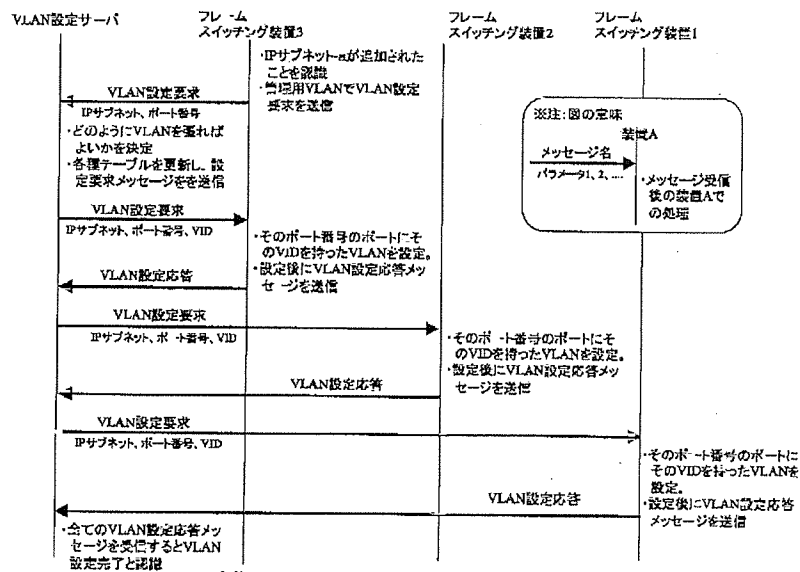 VLAN設定サーバ
フレーム
スイッチング装置3
フレーム
スイッチング装置2
フレーム
スイッチング装置1
・IPサブネット-nが追加された
ことを認識
・管理用VLANでVLAN設定
要求を送信
VLAN設定要求
IPサブネット、ポート番号
・どのようにVLANを張れば
よいかを決定
・各種テーブルを更新し、設
定要求メッセージをを送信
※注:図の意味
装置A
メッセージ名
パラメータ1、2、....
・メッセージ受信
後の装置Aで
の処理
VLAN設定要求
IPサブネット、ポート番号、VID
・そのポート番号のポートにそ
のVIDを持ったVLANを設定。
・設定後にVLAN設定応答メッ
セージを送信
VLAN設定応答
VLAN設定要求
IPサブネット、ポート番号、VID
・そのポート番号のポートにそ
のVIDを持ったVLANを設定。
・設定後にVLAN設定応答メッ
セージを送信
VLAN設定応答
VLAN設定要求
IPサブネット、ポート番号、VID
・そのポート番号のポートに
そのVIDを持ったVLANを
設定。
・設定後にVLAN設定応答
メッセージを送信
VLAN設定応答
・全てのVLAN設定応答メッ
セージを受信するとVLAN
設定完了と認識